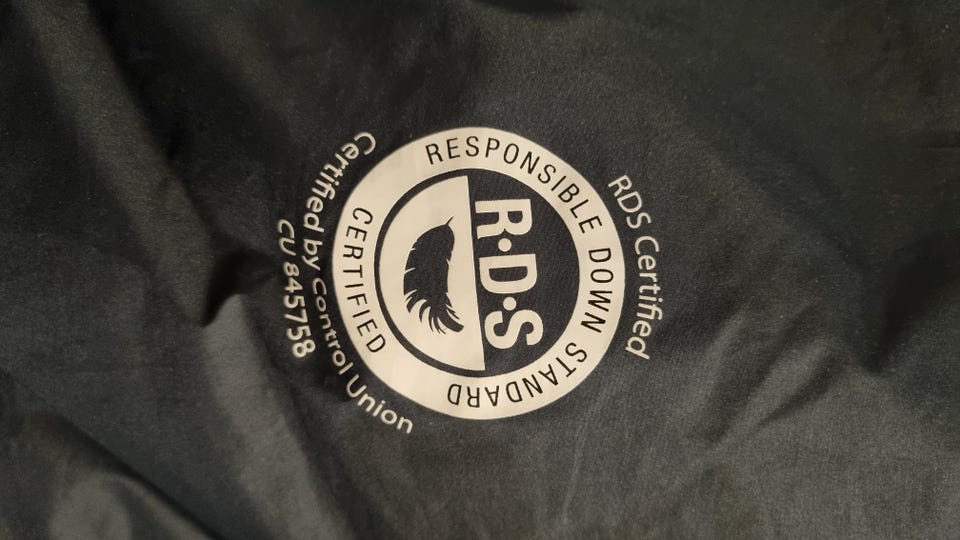 RDS Certified
RESPONSIBLE DOWN STANDARD
R·D·S
CERTIFIED
Certified by Control Union
CU 845758